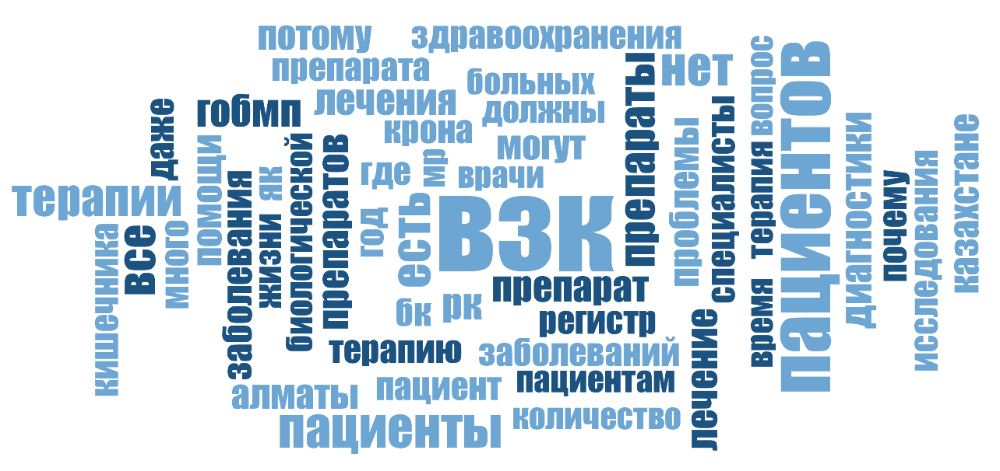 потому
здравоохранения
препарата
нет
больных
лечения
должны
гобмп
крона
могут
мр
где
врачи
даже
помощи
терапии
кишечника
все
много
заболевания
як
жизни
биологической
препаратов
год
есть
ВЗК
препараты
проблемы
специалисты
вопрос
терапия
время
пациентов
диагностики
почему
исследования
казахстане
препарат
рк
бк
регистр
терапию
заболеваний
лечение
пациент
пациентам
алматы
количество
пациенты